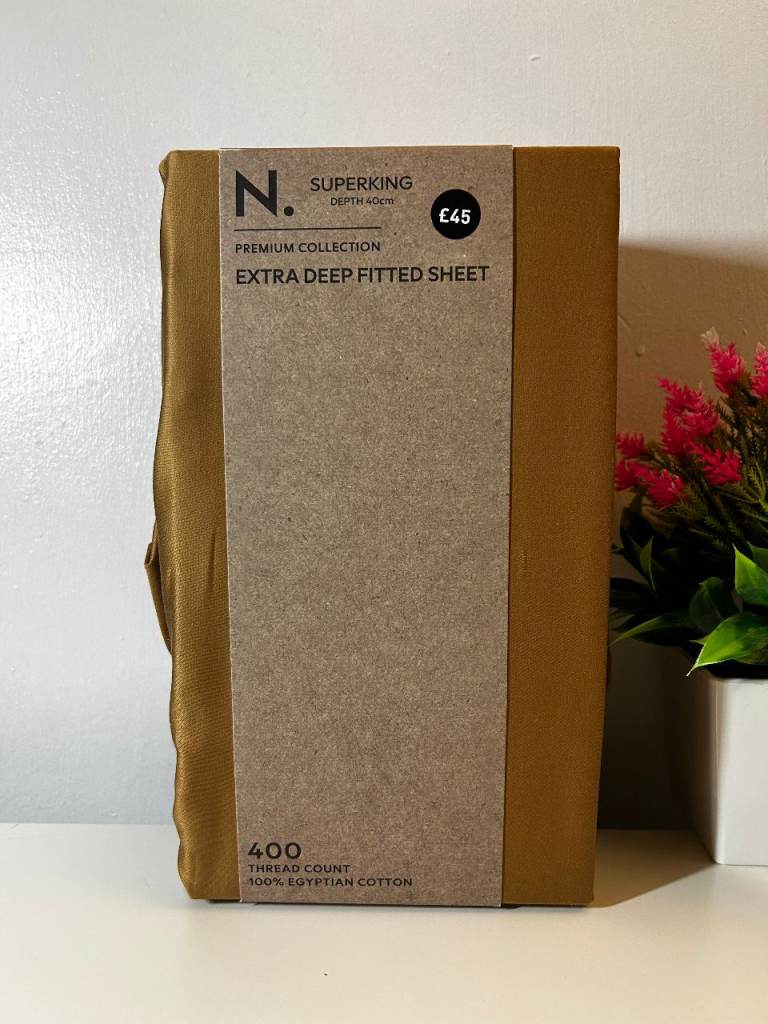 N.
SUPERKING
DEPTH 40cm
£45
PREMIUM COLLECTION
EXTRA DEEP FITTED SHEET
400
THREAD COUNT
100% EGYPTIAN COTTON